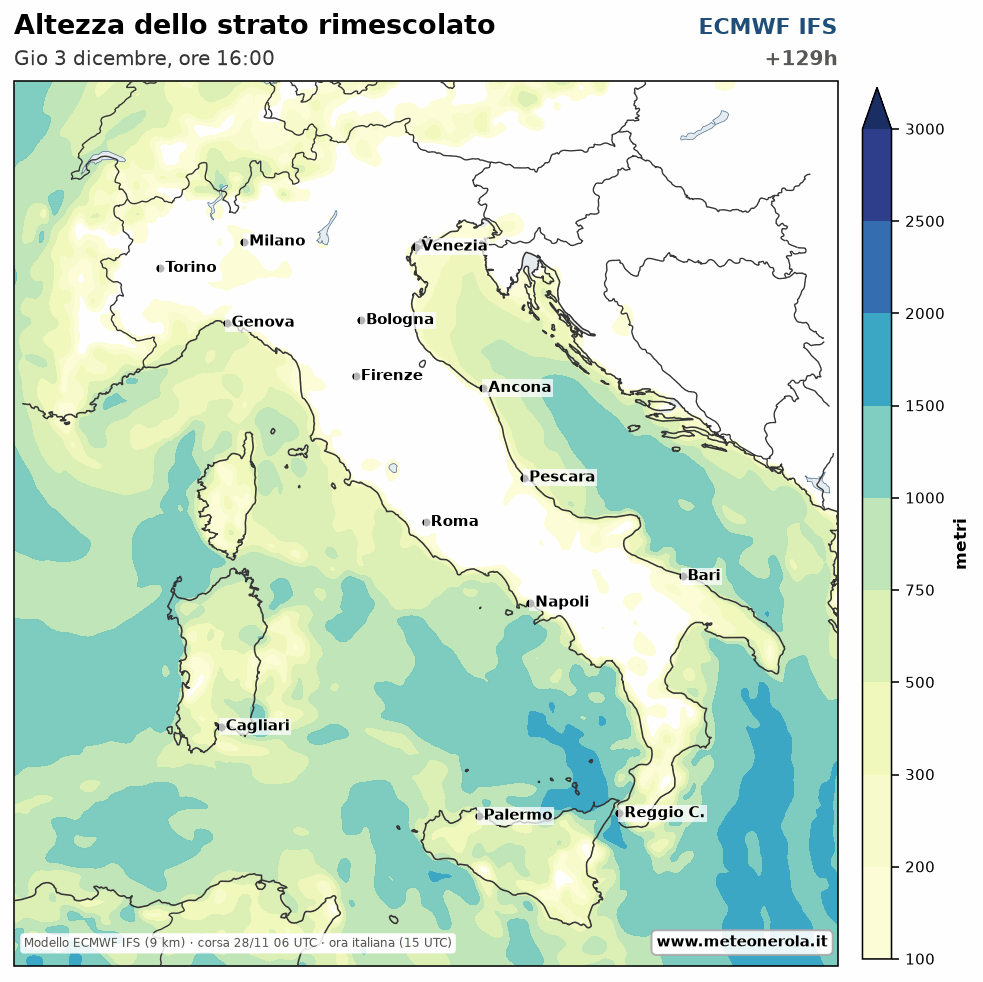 Altezza dello strato rimescolato
ECMWF IFS
Gio 3 dicembre, ore 16:00
+129h
3000
2500
2000
1500
1000
750
500
300
200
100
metri
Milano
Venezia
Torino
Genova
Bologna
Firenze
Ancona
Pescara
Roma
Bari
Napoli
Cagliari
Palermo
Reggio C.
Modello ECMWF IFS (9 km) · corsa 28/11 06 UTC · ora italiana (15 UTC)
www.meteonerola.it